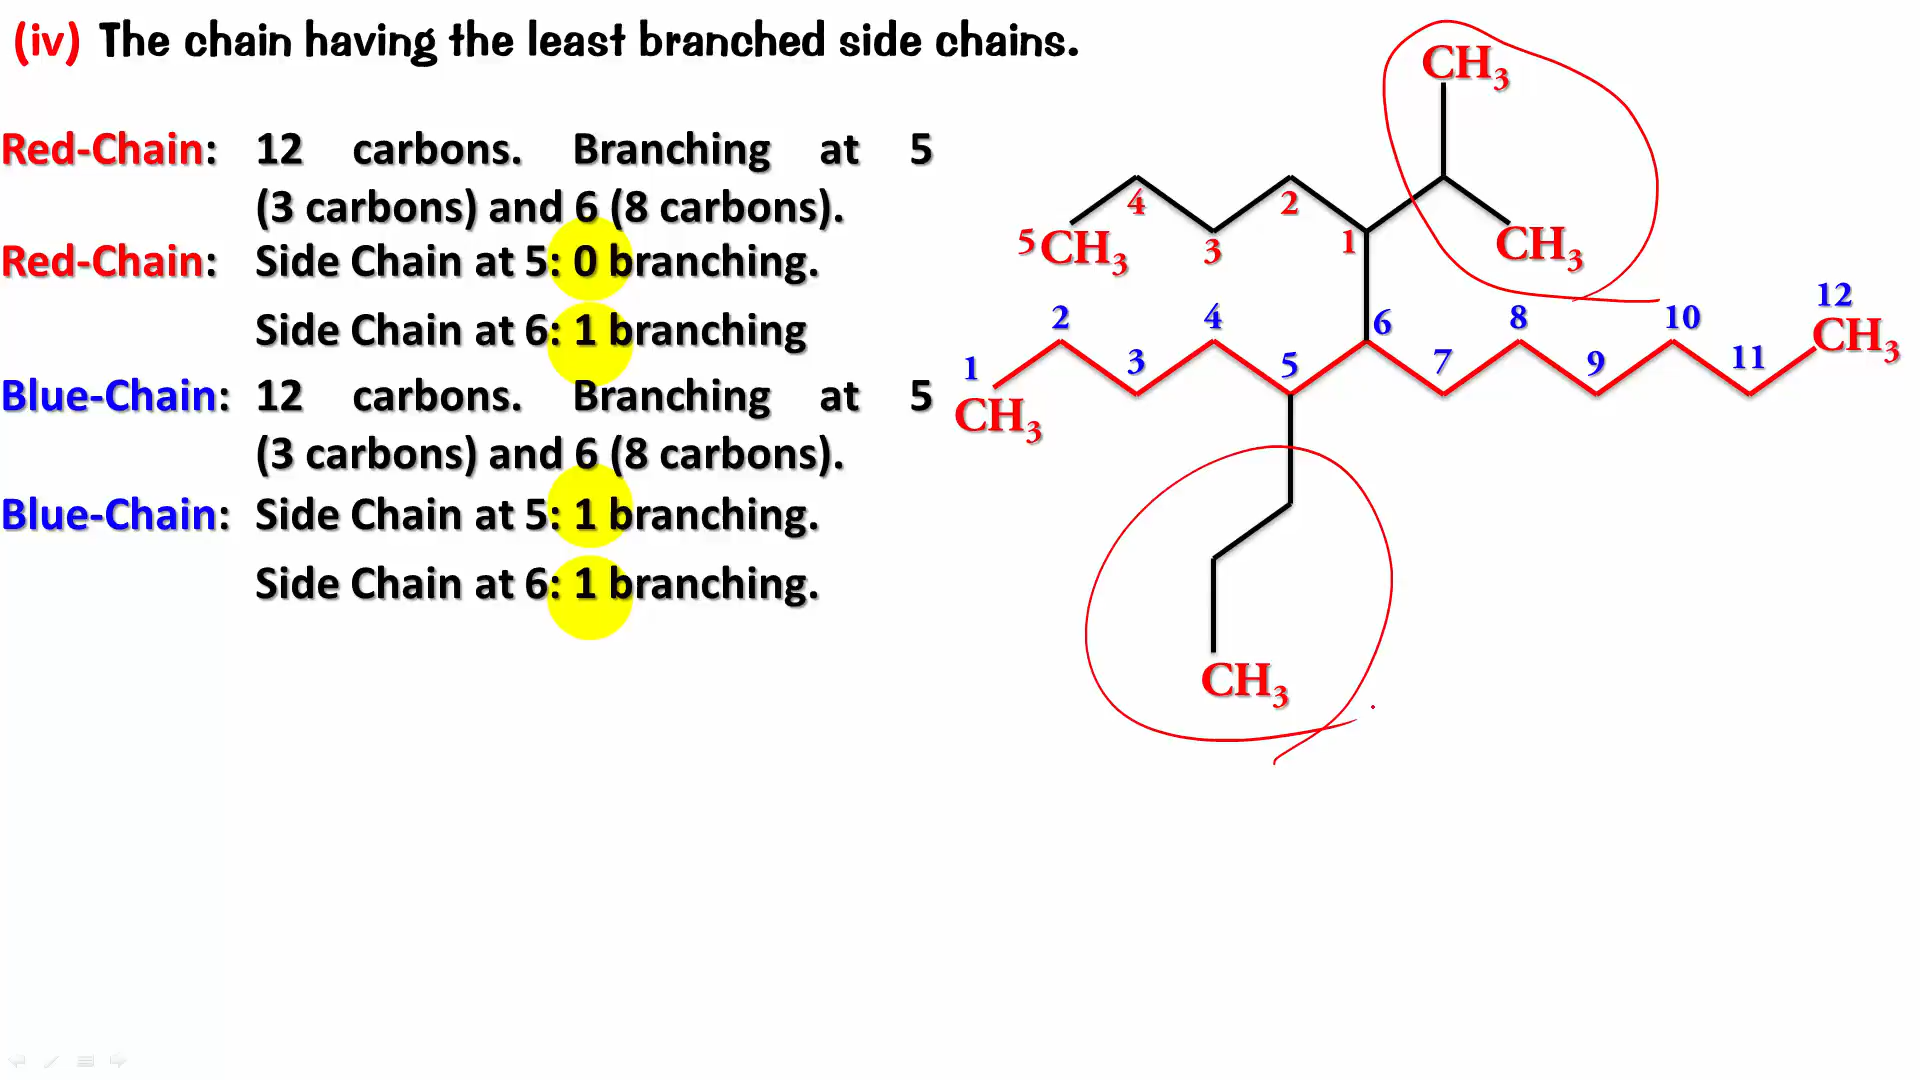 (iv) The chain having the least branched side chains.
Red-Chain: 12 carbons. Branching at 5
(3 carbons) and 6 (8 carbons).
Red-Chain: Side Chain at 5: 0 branching.
Side Chain at 6: 1 branching
Blue-Chain: 12 carbons. Branching at 5
(3 carbons) and 6 (8 carbons).
Blue-Chain: Side Chain at 5: 1 branching.
Side Chain at 6: 1 branching.
CH₃
4 2
5 CH₃ 3 1 CH₃
2 4 6 8 10 12
CH₃
1 3 5 7 9 11
CH₃
CH₃